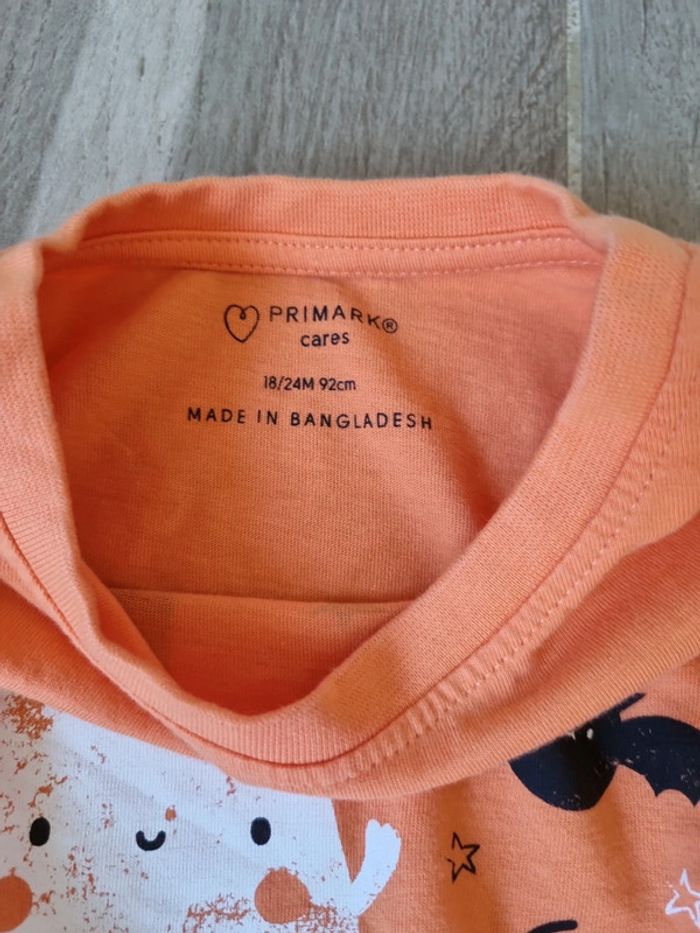 PRIMARK®
cares
18/24M 92cm
MADE IN BANGLADESH